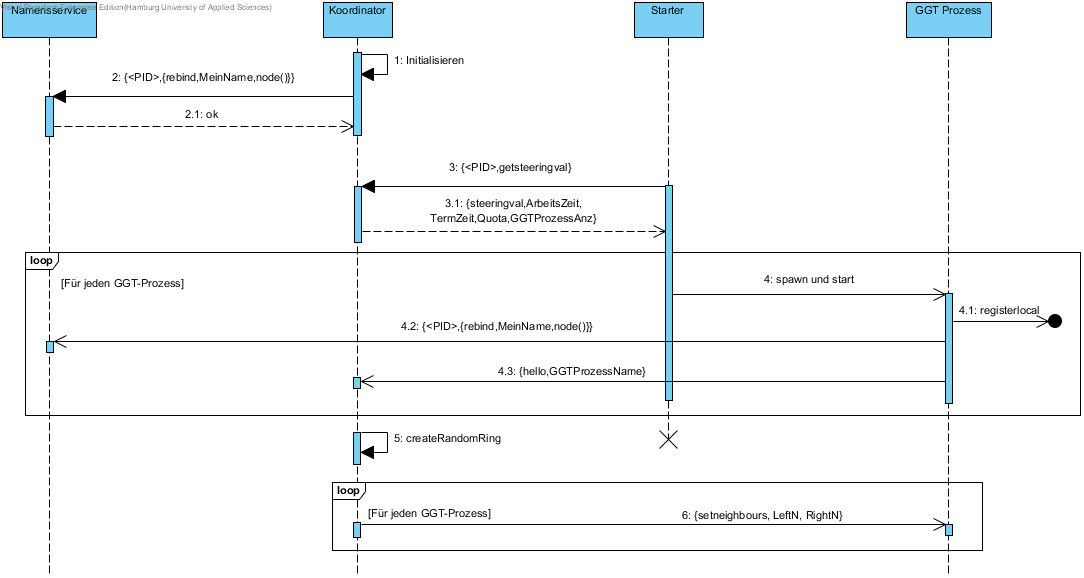 Enterprise Edition(Hamburg University of Applied Sciences)
Namensservice
Koordinator
Starter
GGT Prozess
1: Initialisieren
2: {<PID>,{rebind,MeinName,node()}}
2.1: ok
3: {<PID>,getsteeringval}
3.1: {steeringval,ArbeitsZeit,
TermZeit,Quota,GGTProzessAnz}
loop
[Für jeden GGT-Prozess]
4: spawn und start
4.1: registerlocal
4.2: {<PID>,{rebind,MeinName,node()}}
4.3: {hello,GGTProzessName}
5: createRandomRing
loop
[Für jeden GGT-Prozess]
6: {setneighbours, LeftN, RightN}